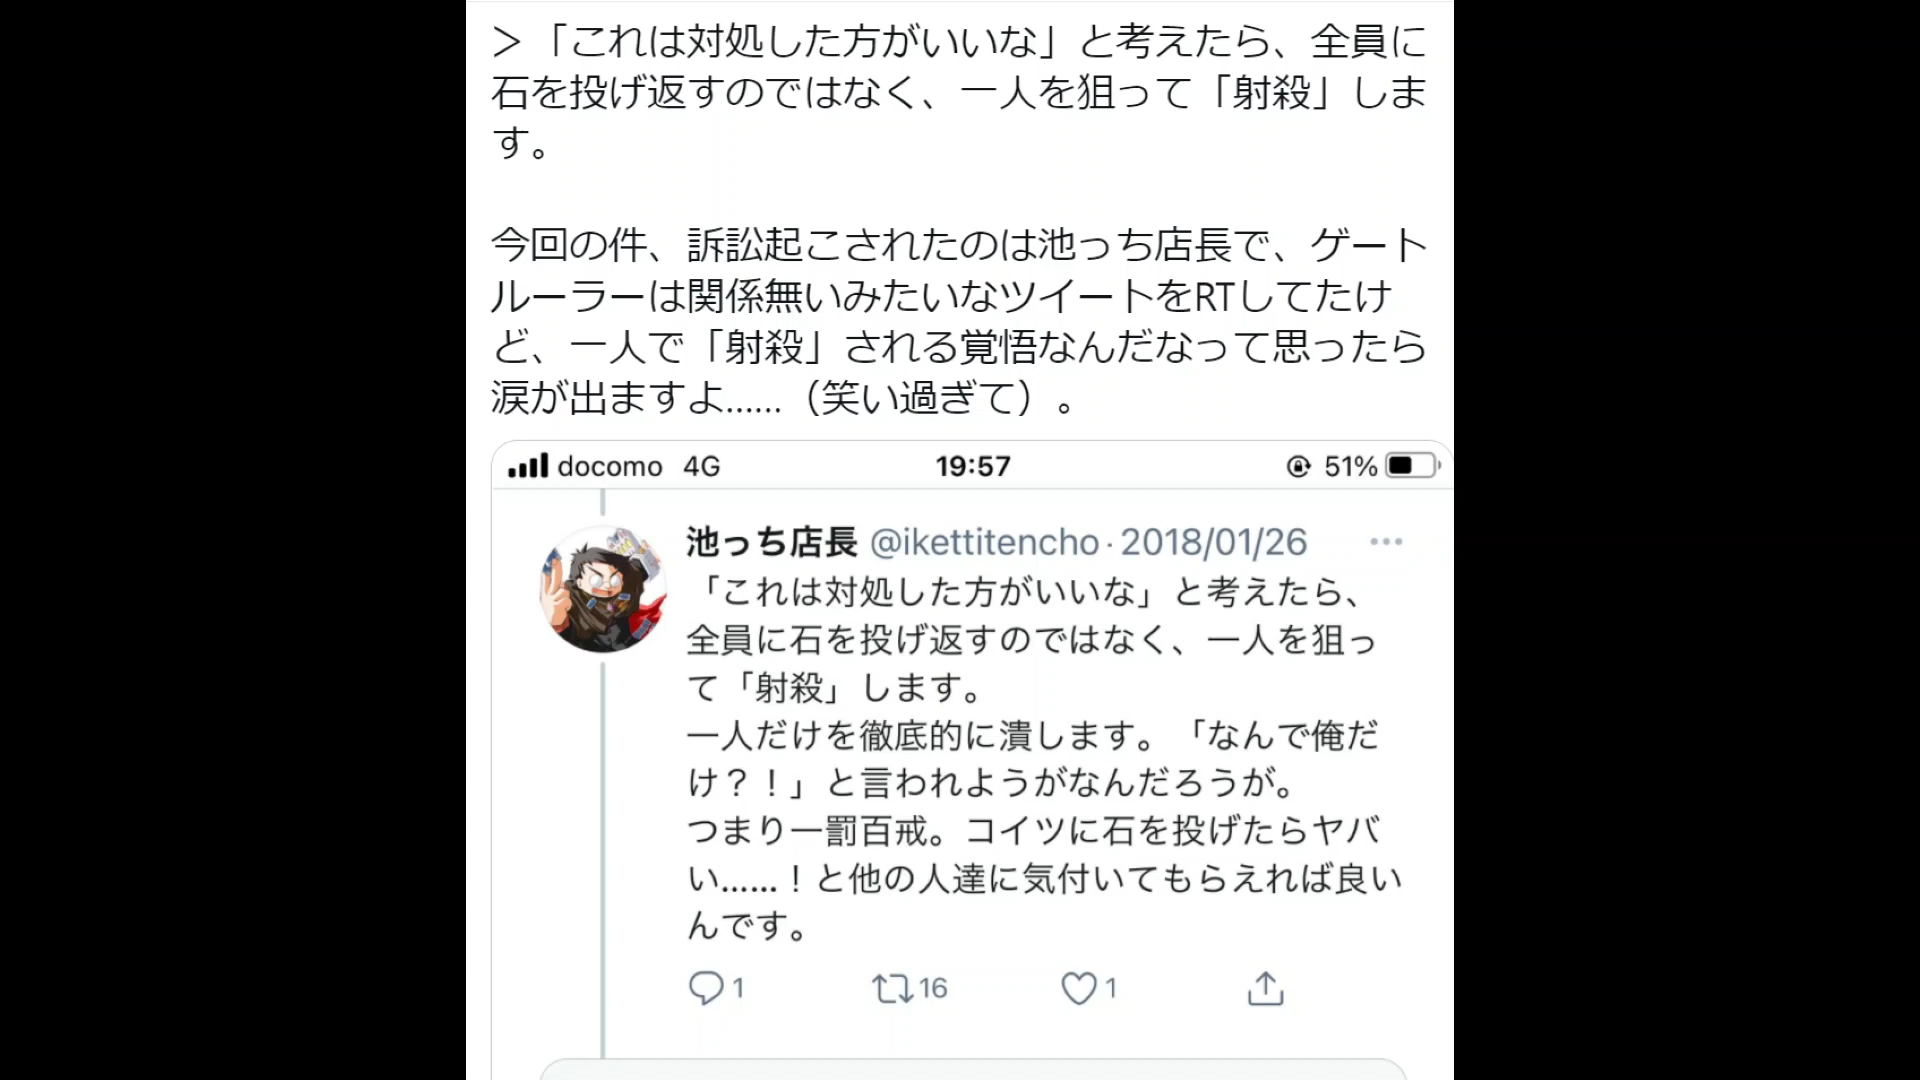 ＞「これは対処した方がいいな」と考えたら、全員に
石を投げ返すのではなく、一人を狙って「射殺」しま
す。
今回の件、訴訟起こされたのは池っち店長で、ゲート
ルーラーは関係無いみたいなツイートをRTしてたけ
ど、一人で「射殺」される覚悟なんだなって思ったら
涙が出ますよ……（笑い過ぎて）。
docomo 4G 19:57 51%
池っち店長 @ikettitencho · 2018/01/26 …
「これは対処した方がいいな」と考えたら、
全員に石を投げ返すのではなく、一人を狙っ
て「射殺」します。
一人だけを徹底的に潰します。「なんで俺だ
け？！」と言われようがなんだろうが。
つまり一罰百戒。コイツに石を投げたらヤバ
い……！と他の人達に気付いてもらえれば良い
んです。
1 16 1